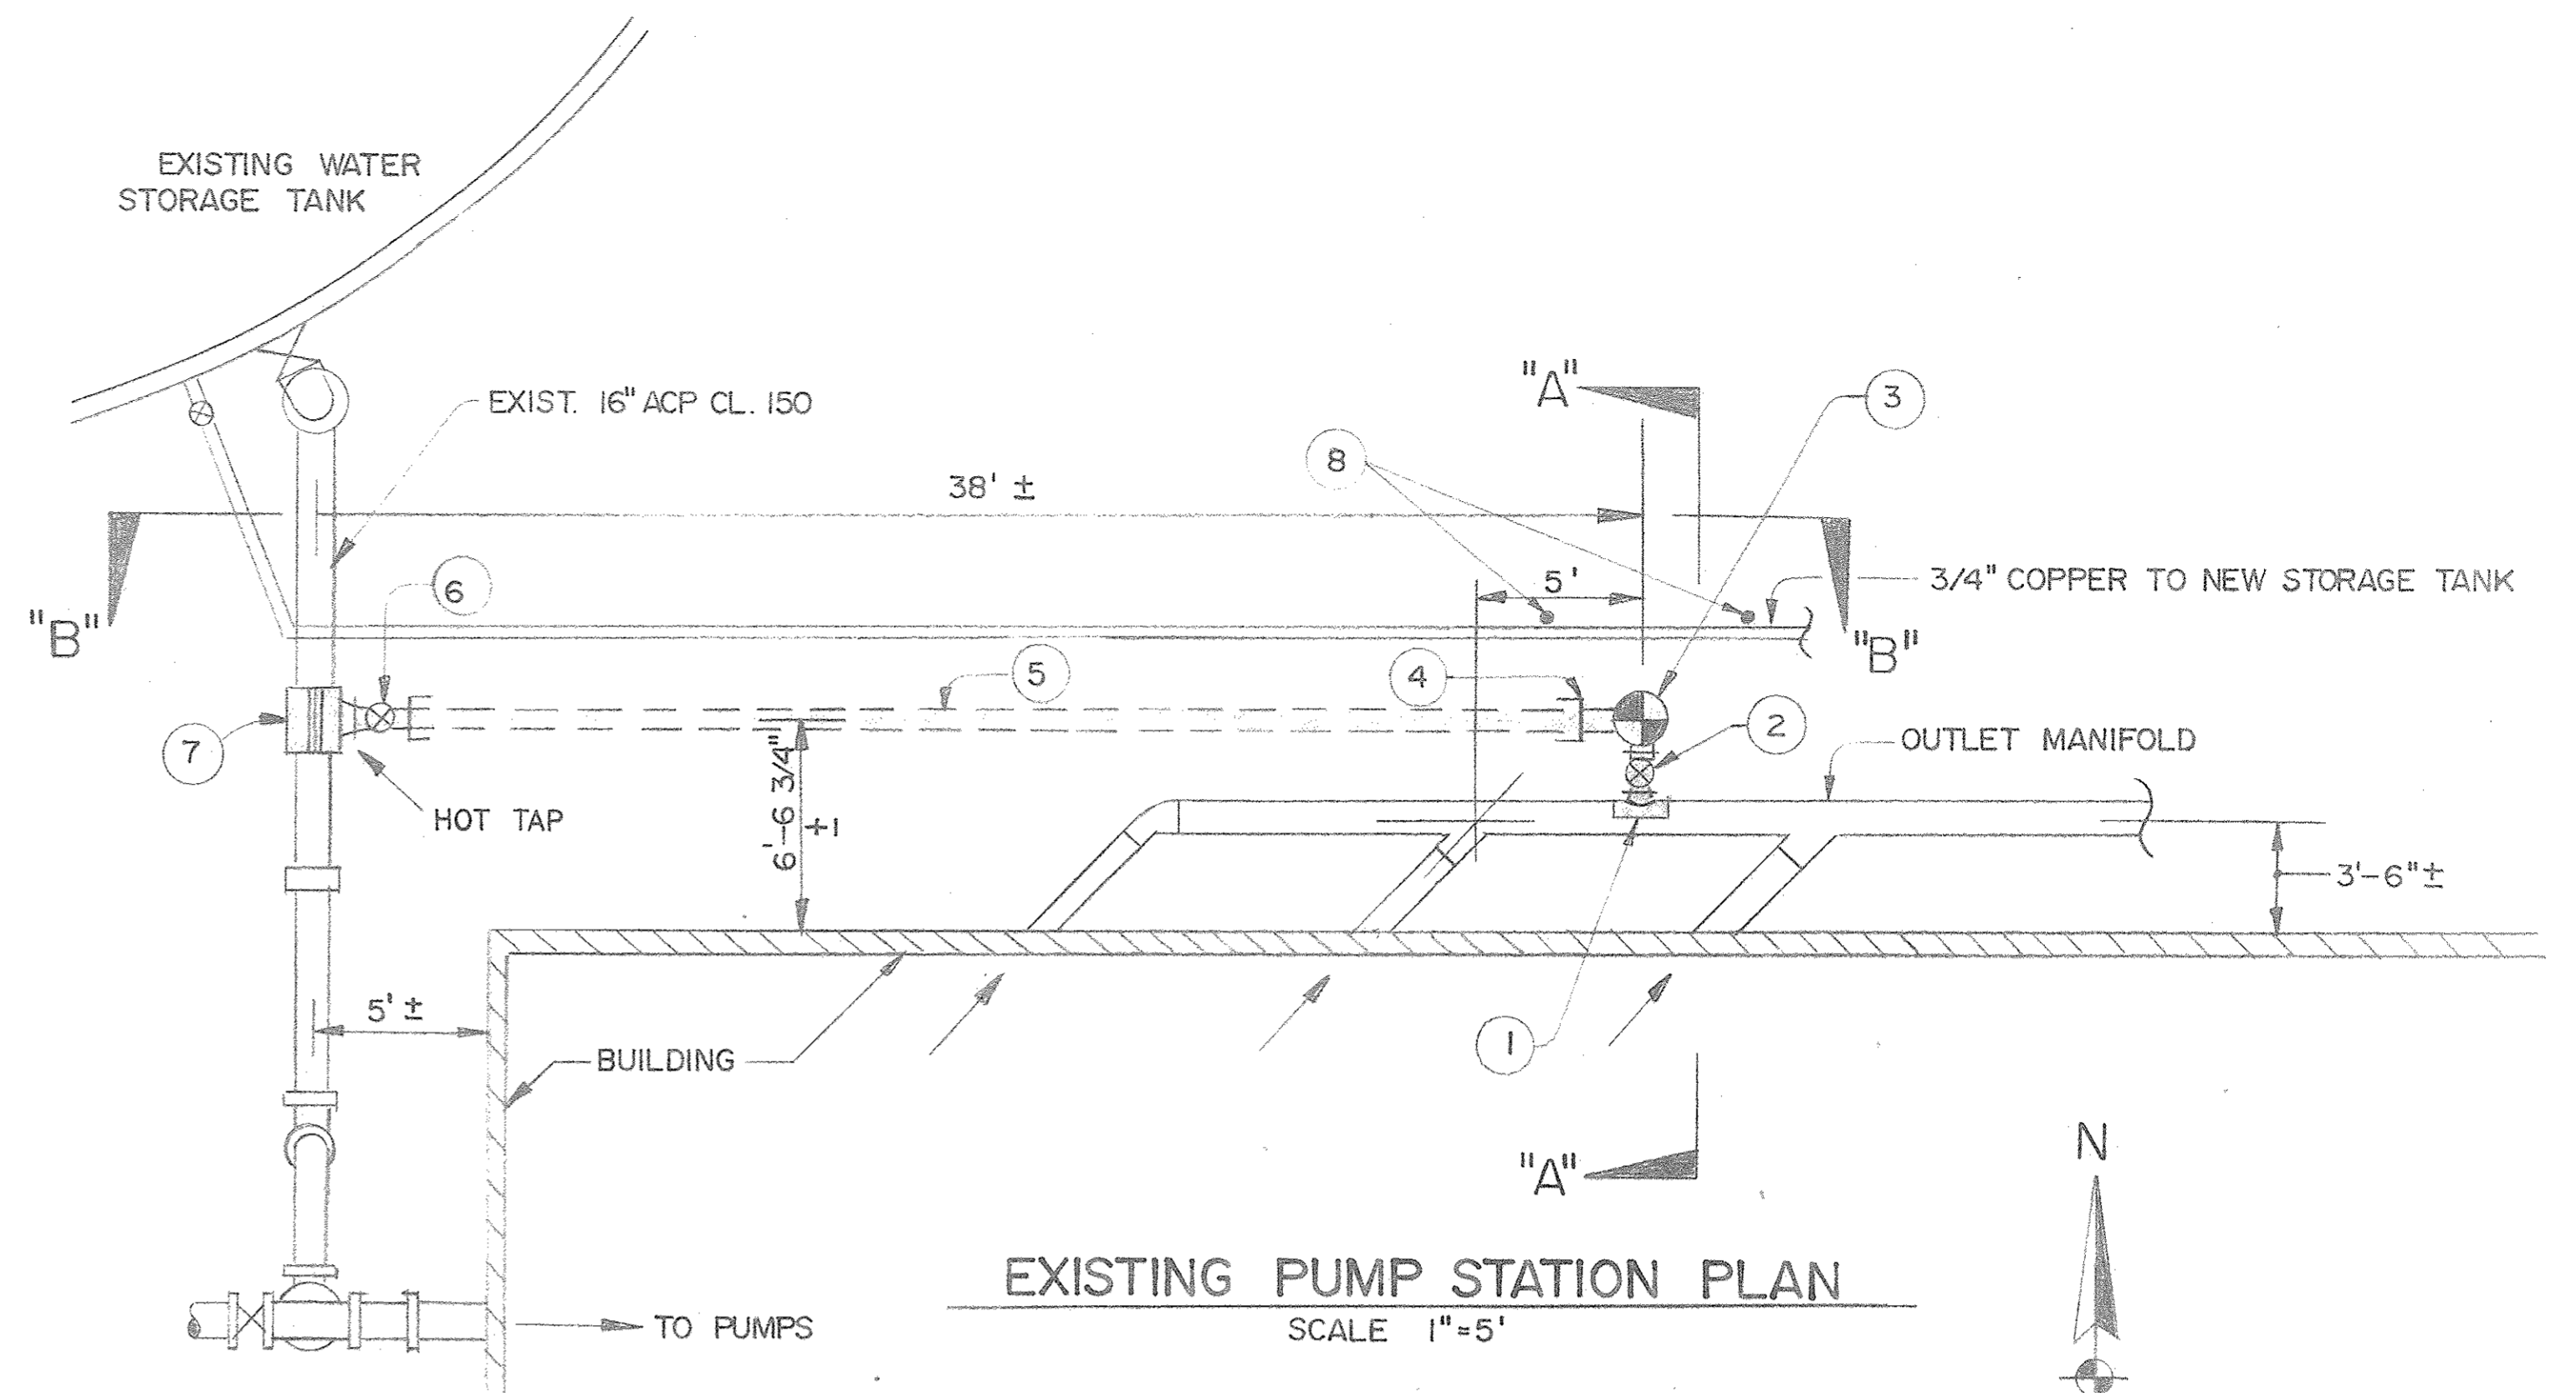 EXISTING WATER
STORAGE TANK
EXIST. 16" ACP CL. 150
"A"
3
8
38' ±
6
5'
3/4" COPPER TO NEW STORAGE TANK
"B"
"B"
5
4
2
7
OUTLET MANIFOLD
HOT TAP
6'-6 3/4"
±
3'-6" ±
5' ±
1
BUILDING
N
"A"
EXISTING PUMP STATION PLAN
SCALE 1"=5'
TO PUMPS